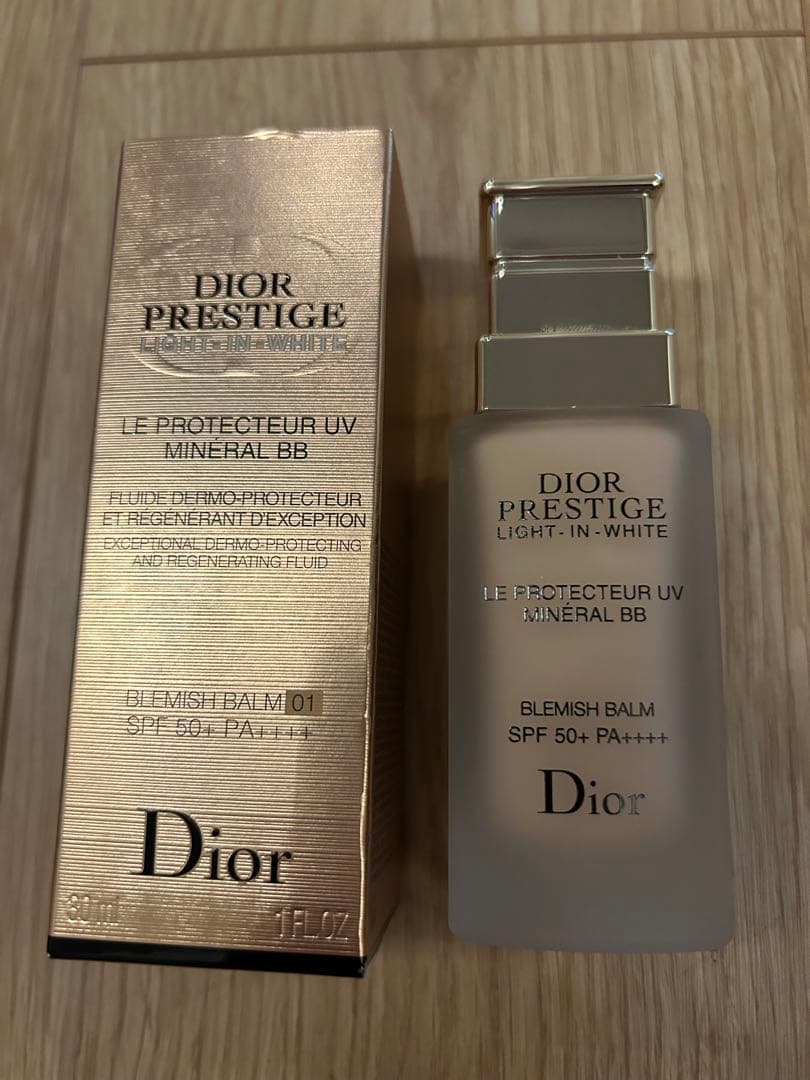 DIOR
PRESTIGE
LIGHT-IN-WHITE
LE PROTECTEUR UV
MINÉRAL BB
FLUIDE DERMO-PROTECTEUR
ET RÉGÉNÉRANT D'EXCEPTION
EXCEPTIONAL DERMO-PROTECTING
AND REGENERATING FLUID
BLEMISH BALM 01
SPF 50+ PA++++
Dior
30 ml 1 FL.OZ
DIOR
PRESTIGE
LIGHT-IN-WHITE
LE PROTECTEUR UV
MINÉRAL BB
BLEMISH BALM
SPF 50+ PA++++
Dior